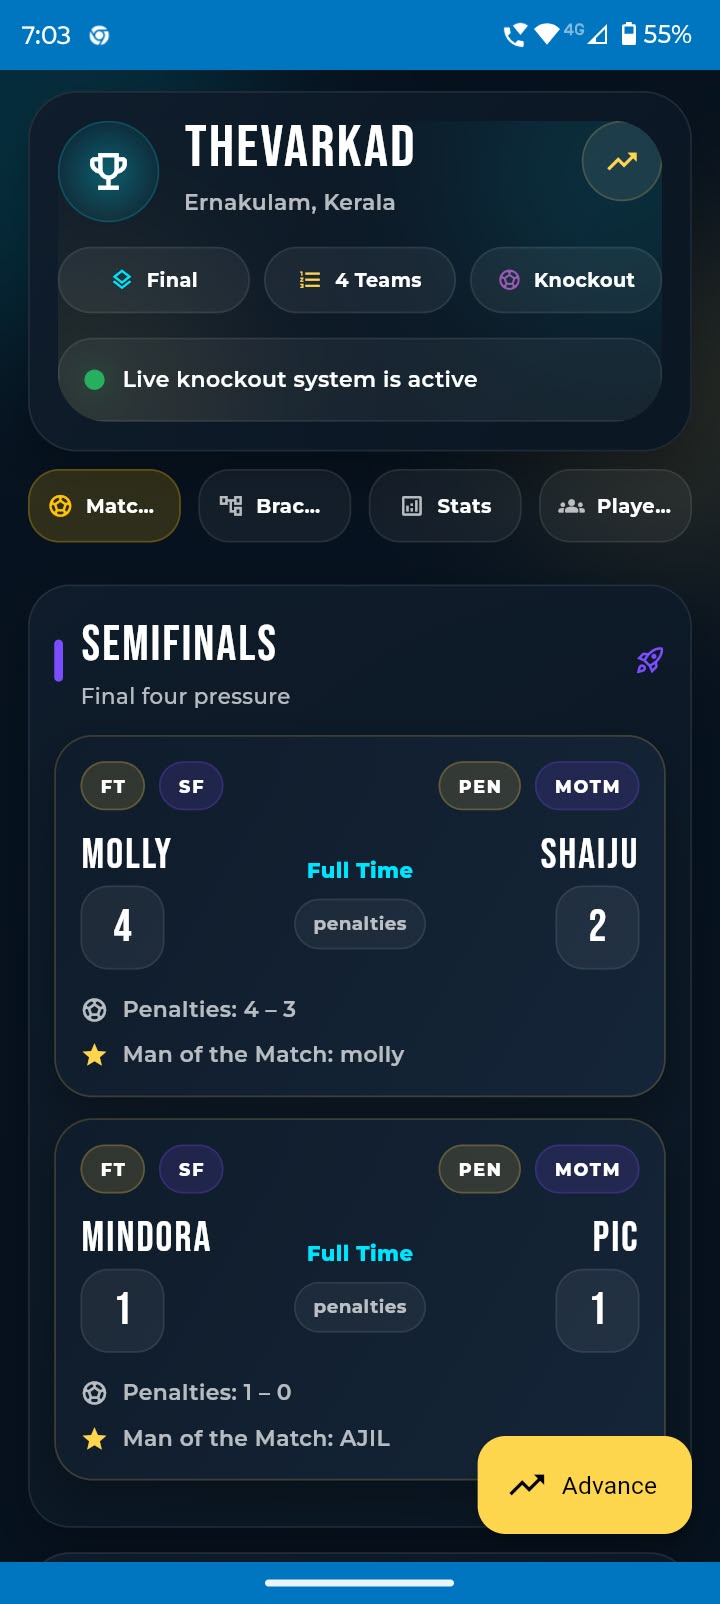 7:03 4G 55%
THEVARKAD
Ernakulam, Kerala
Final 4 Teams Knockout
Live knockout system is active
Matc... Brac... Stats Playe...
SEMIFINALS
Final four pressure
FT SF PEN MOTM
MOLLY SHAIJU
Full Time
4 penalties 2
Penalties: 4 – 3
Man of the Match: molly
FT SF PEN MOTM
MINDORA PIC
Full Time
1 penalties 1
Penalties: 1 – 0
Man of the Match: AJIL
Advance